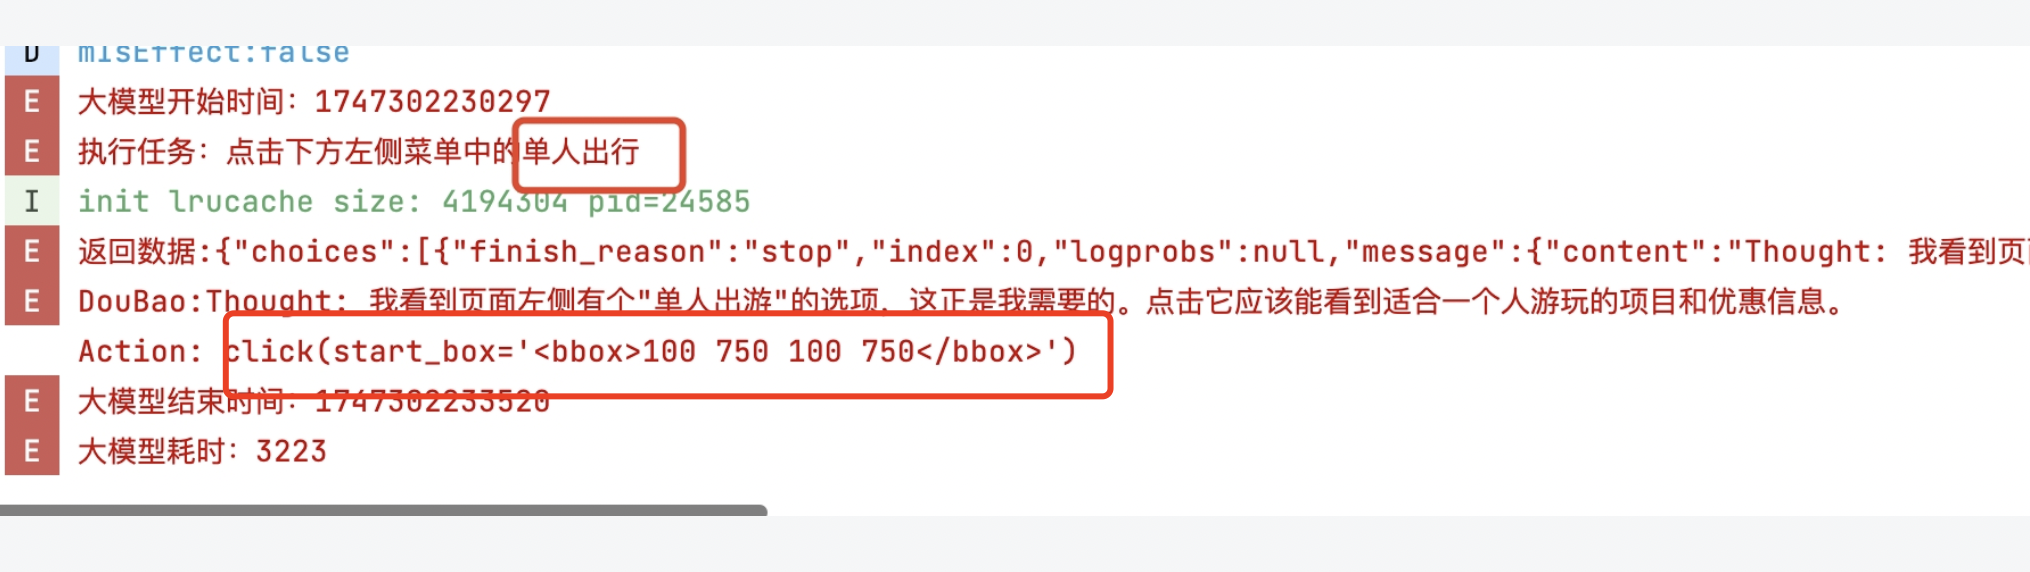 D mIsEffect:false
E 大模型开始时间：1747302230297
E 执行任务：点击下方左侧菜单中的单人出行
I init lrucache size: 4194304 pid=24585
E 返回数据:{"choices":[{"finish_reason":"stop","index":0,"logprobs":null,"message":{"content":"Thought: 我看到页
E DouBao:Thought: 我看到页面左侧有个"单人出游"的选项，这正是我需要的。点击它应该能看到适合一个人游玩的项目和优惠信息。
Action: click(start_box='<bbox>100 750 100 750</bbox>')
E 大模型结束时间：1747302233520
E 大模型耗时：3223